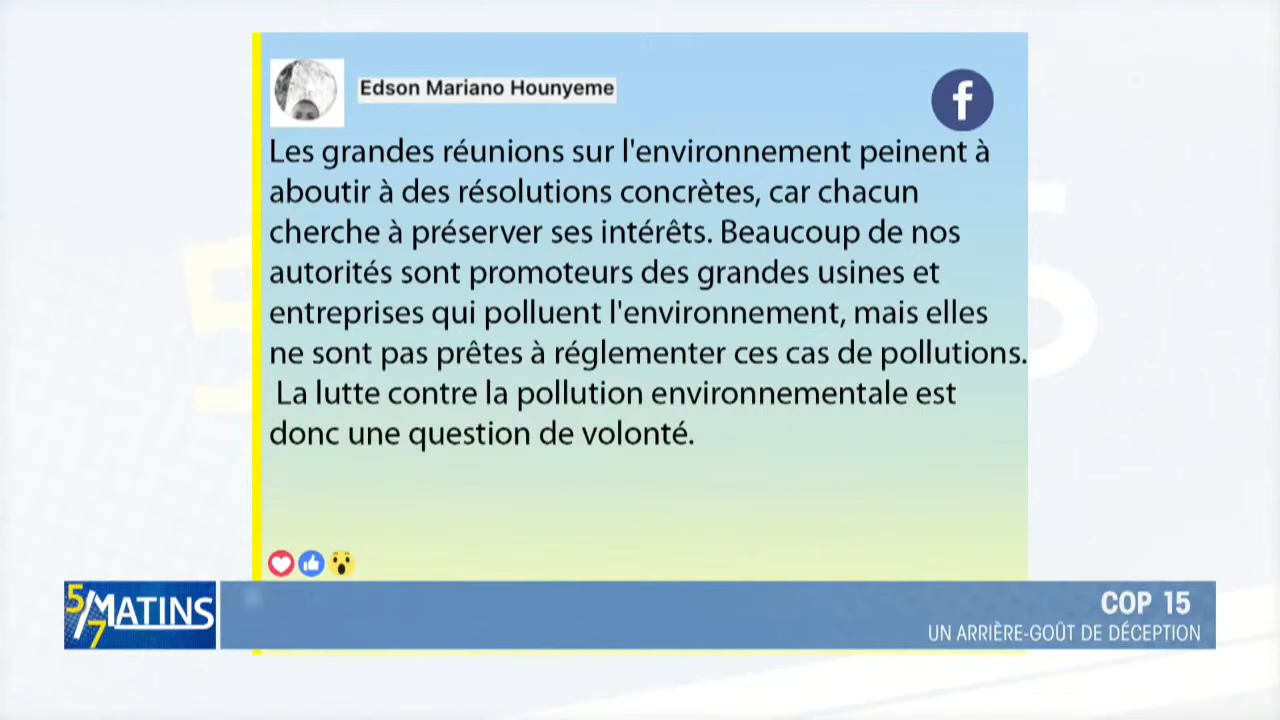 Edson Mariano Hounyeme
f
Les grandes réunions sur l'environnement peinent à
aboutir à des résolutions concrètes, car chacun
cherche à préserver ses intérêts. Beaucoup de nos
autorités sont promoteurs des grandes usines et
entreprises qui polluent l'environnement, mais elles
ne sont pas prêtes à réglementer ces cas de pollutions.
La lutte contre la pollution environnementale est
donc une question de volonté.
5/7 MATINS
COP 15
UN ARRIÈRE-GOÛT DE DÉCEPTION